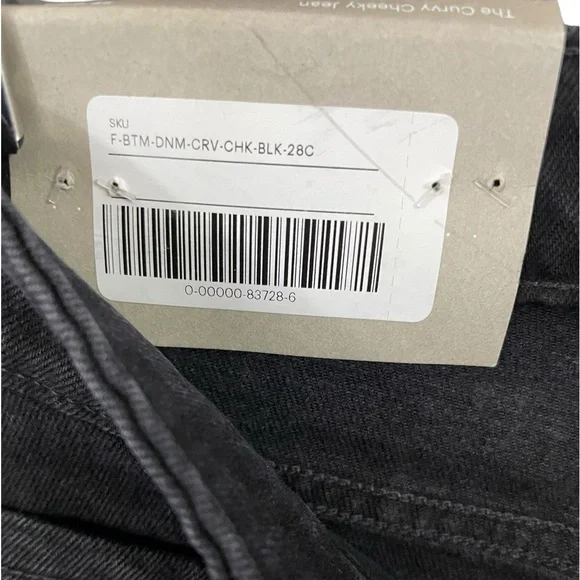 The Curvy Cheeky Jean
SKU
F-BTM-DNM-CRV-CHK-BLK-28C
0-00000-83728-6